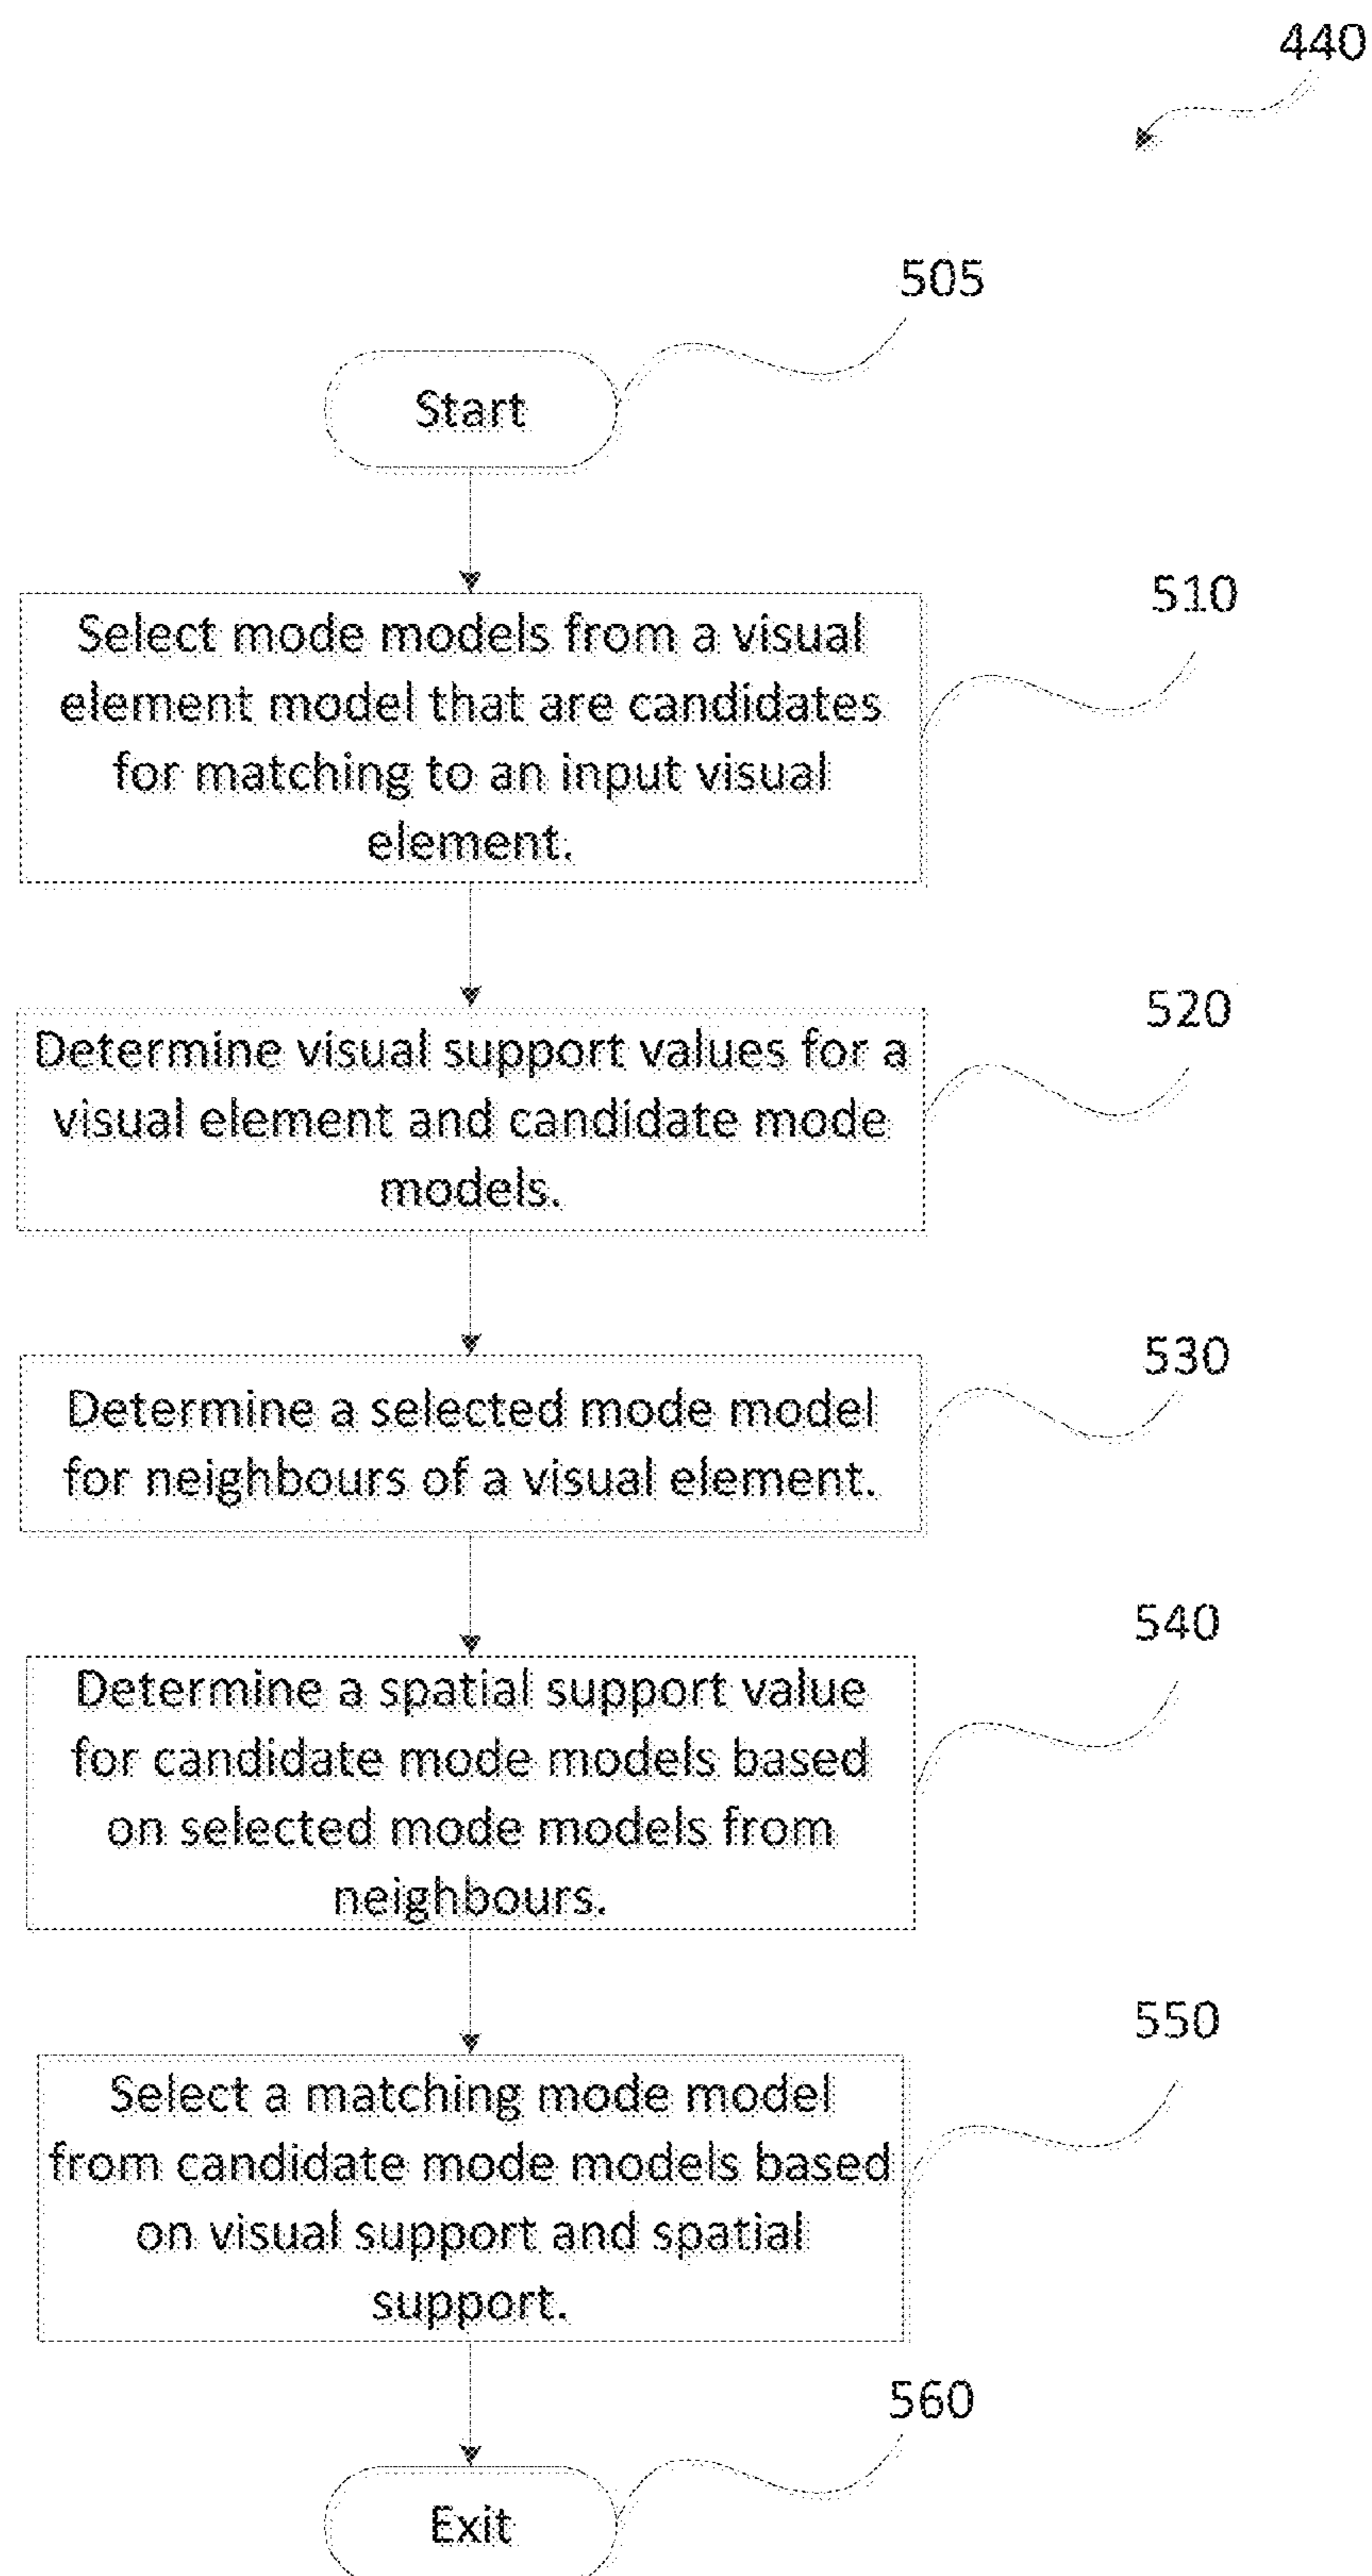 440
505
Start
510
Select mode models from a visual
element model that are candidates
for matching to an input visual
element.
520
Determine visual support values for a
visual element and candidate mode
models.
530
Determine a selected mode model
for neighbours of a visual element.
540
Determine a spatial support value
for candidate mode models based
on selected mode models from
neighbours.
550
Select a matching mode model
from candidate mode models based
on visual support and spatial
support.
560
Exit